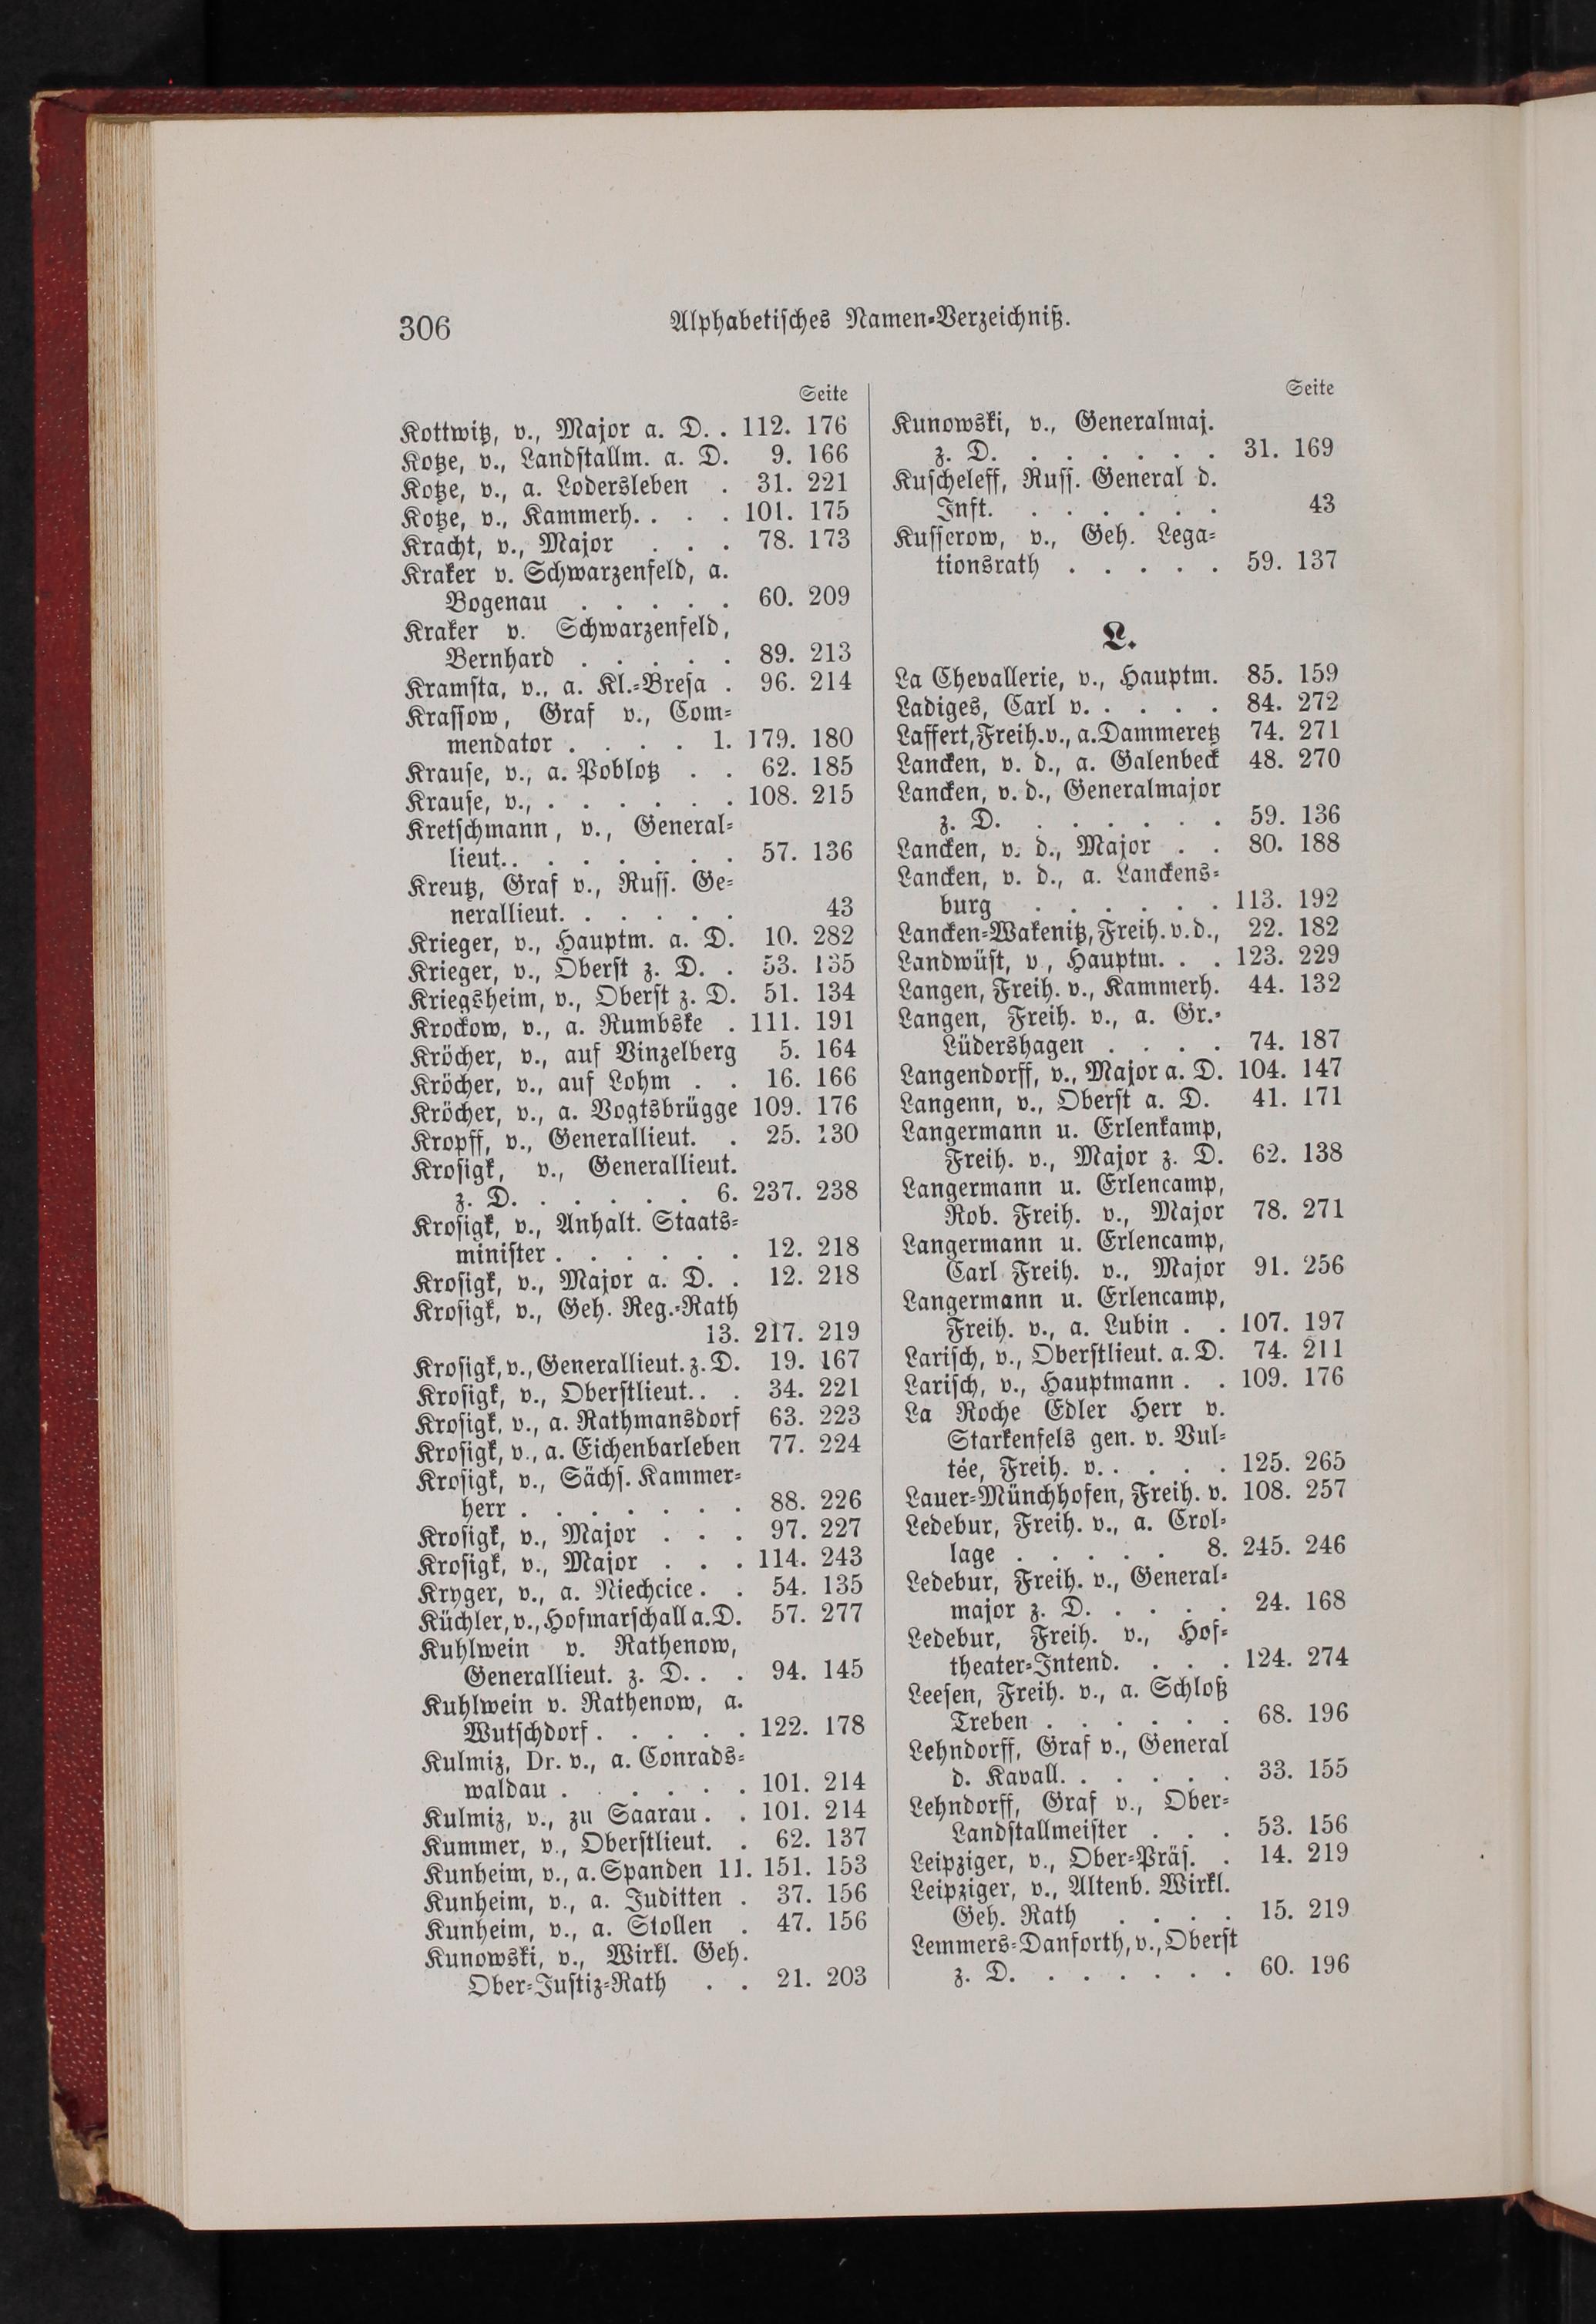 306
Alphabetisches Namen-Verzeichniß.
Seite
Kottwitz, v., Major a. D. . 112. 176
Kotze, v., Landstallm. a. D. 9. 166
Kotze, v., a. Lodersleben . 31. 221
Kotze, v., Kammerh. . . . 101. 175
Kracht, v., Major . . . 78. 173
Kraker v. Schwarzenfeld, a.
Bogenau . . . . . 60. 209
Kraker v. Schwarzenfeld,
Bernhard . . . . . 89. 213
Kramsta, v., a. Kl.-Bresa . 96. 214
Krassow, Graf v., Com-
mendator . . . . 1. 179. 180
Krause, v., a. Poblotz . . 62. 185
Krause, v., . . . . . . . 108. 215
Kretschmann, v., General-
lieut. . . . . . . . 57. 136
Kreutz, Graf v., Russ. Ge-
nerallieut. . . . . . . 43
Krieger, v., Hauptm. a. D. 10. 282
Krieger, v., Oberst z. D. . 53. 135
Kriegsheim, v., Oberst z. D. 51. 134
Krockow, v., a. Rumbske . 111. 191
Kröcher, v., auf Vinzelberg 5. 164
Kröcher, v., auf Lohm . . 16. 166
Kröcher, v., a. Vogtsbrügge 109. 176
Kropff, v., Generallieut. . 25. 130
Krosigk, v., Generallieut.
z. D. . . . . . . 6. 237. 238
Krosigk, v., Anhalt. Staats-
minister . . . . . . . 12. 218
Krosigk, v., Major a. D. . 12. 218
Krosigk, v., Geh. Reg.-Rath
13. 217. 219
Krosigk, v., Generallieut. z. D. 19. 167
Krosigk, v., Oberstlieut. . . 34. 221
Krosigk, v., a. Rathmansdorf 63. 223
Krosigk, v., a. Eichenbarleben 77. 224
Krosigk, v., Sächs. Kammer-
herr . . . . . . . . 88. 226
Krosigk, v., Major . . . 97. 227
Krosigk, v., Major . . . 114. 243
Kryger, v., a. Niechcice . . 54. 135
Küchler, v., Hofmarschall a. D. 57. 277
Kuhlwein v. Rathenow,
Generallieut. z. D. . . 94. 145
Kuhlwein v. Rathenow, a.
Wutschdorf . . . . . . 122. 178
Kulmiz, Dr. v., a. Conrads-
waldau . . . . . . 101. 214
Kulmiz, v., zu Saarau . . 101. 214
Kummer, v., Oberstlieut. . 62. 137
Kunheim, v., a. Spanden 11. 151. 153
Kunheim, v., a. Juditten . 37. 156
Kunheim, v., a. Stollen . 47. 156
Kunowski, v., Wirkl. Geh.
Ober-Justiz-Rath . . 21. 203
Seite
Kunowski, v., Generalmaj.
z. D. . . . . . . . 31. 169
Kuscheleff, Russ. General d.
Inft. . . . . . . 43
Kusserow, v., Geh. Lega-
tionsrath . . . . . 59. 137
L.
La Chevallerie, v., Hauptm. 85. 159
Ladiges, Carl v. . . . . 84. 272
Laffert, Freih. v., a. Dammeretz 74. 271
Lancken, v. d., a. Galenbeck 48. 270
Lancken, v. d., Generalmajor
z. D. . . . . . . . 59. 136
Lancken, v. d., Major . . 80. 188
Lancken, v. d., a. Lanckens-
burg . . . . . . 113. 192
Lancken-Wakenitz, Freih. v. d., 22. 182
Landwüst, v., Hauptm. . . 123. 229
Langen, Freih. v., Kammerh. 44. 132
Langen, Freih. v., a. Gr.-
Lüdershagen . . . . 74. 187
Langendorff, v., Major a. D. 104. 147
Langenn, v., Oberst a. D. 41. 171
Langermann u. Erlenkamp,
Freih. v., Major z. D. 62. 138
Langermann u. Erlencamp,
Rob. Freih. v., Major 78. 271
Langermann u. Erlencamp,
Carl Freih. v., Major 91. 256
Langermann u. Erlencamp,
Freih. v., a. Lubin . . 107. 197
Larisch, v., Oberstlieut. a. D. 74. 211
Larisch, v., Hauptmann . . 109. 176
La Roche Edler Herr v.
Starkenfels gen. v. Vul-
tée, Freih. v. . . . . 125. 265
Lauer-Münchhofen, Freih. v. 108. 257
Ledebur, Freih. v., a. Crol-
lage . . . . . 8. 245. 246
Ledebur, Freih. v., General-
major z. D. . . . . 24. 168
Ledebur, Freih. v., Hof-
theater-Intend. . . . 124. 274
Leesen, Freih. v., a. Schloß
Treben . . . . . . 68. 196
Lehndorff, Graf v., General
d. Kavall. . . . . . 33. 155
Lehndorff, Graf v., Ober-
Landstallmeister . . . 53. 156
Leipziger, v., Ober-Präs. . 14. 219
Leipziger, v., Altenb. Wirkl.
Geh. Rath . . . . 15. 219
Lemmers-Danforth, v., Oberst
z. D. . . . . . . . 60. 196